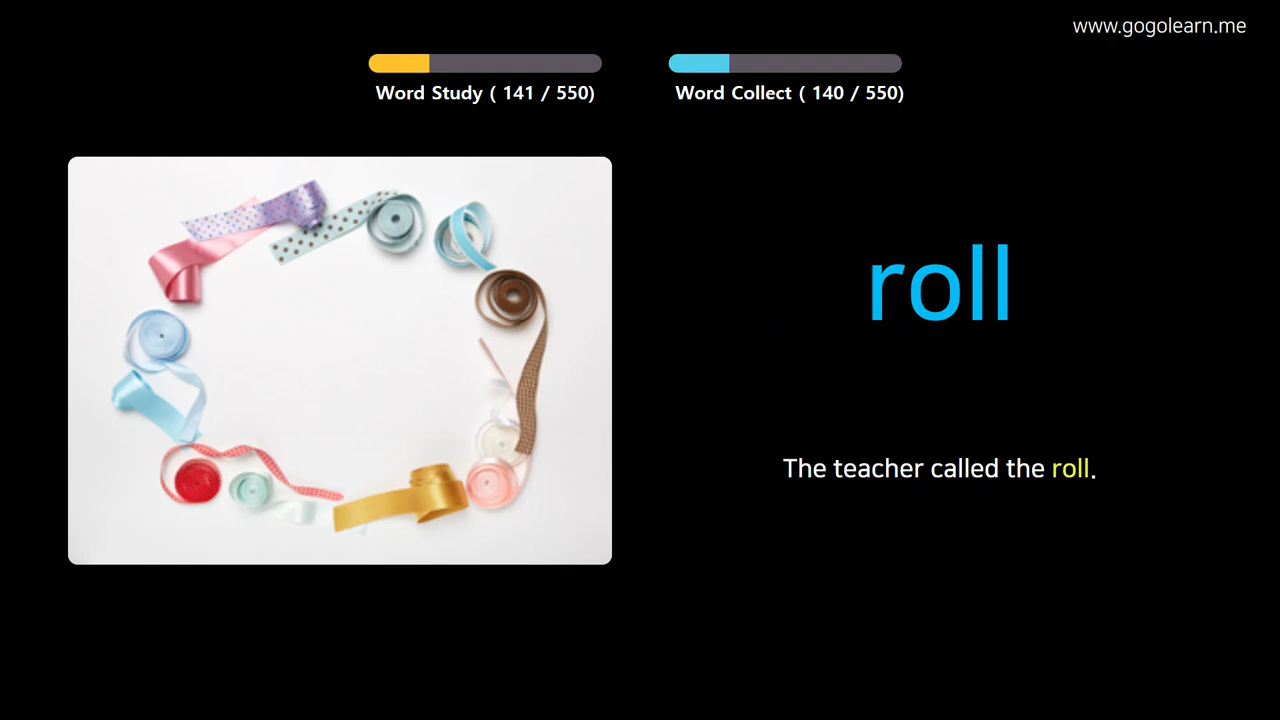 www.gogolearn.me
Word Study ( 141 / 550)
Word Collect ( 140 / 550)
roll
The teacher called the roll.